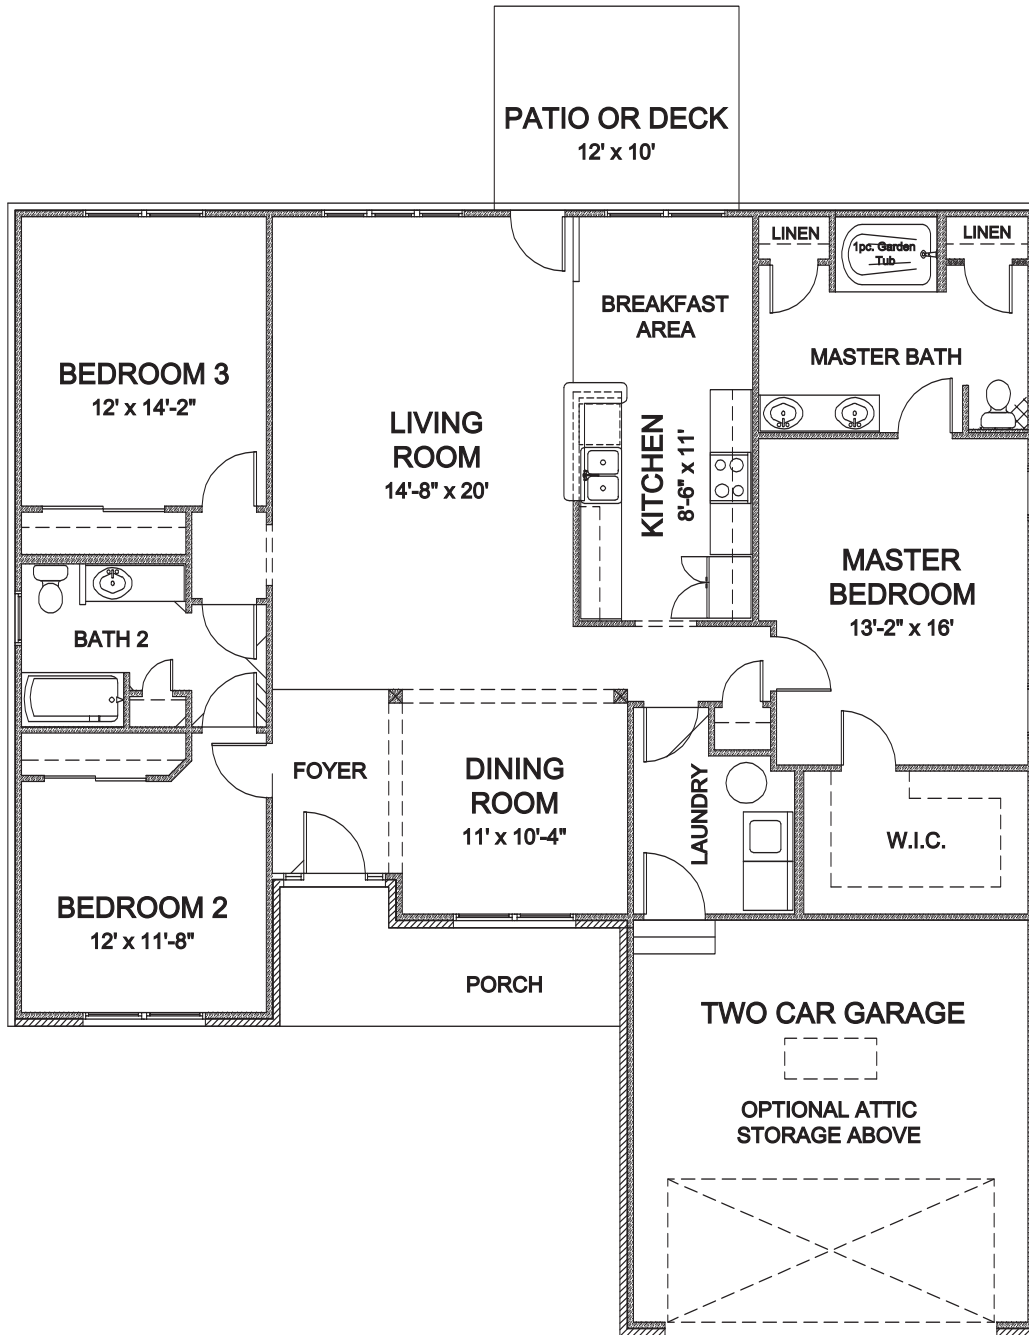 PATIO OR DECK
12' x 10'
LINEN
1pc. Garden
Tub
LINEN
BREAKFAST
AREA
MASTER BATH
BEDROOM 3
12' x 14'-2"
LIVING
ROOM
14'-8" x 20'
KITCHEN
8'-6" x 11'
MASTER
BEDROOM
13'-2" x 16'
BATH 2
FOYER
DINING
ROOM
11' x 10'-4"
LAUNDRY
W.I.C.
BEDROOM 2
12' x 11'-8"
PORCH
TWO CAR GARAGE
OPTIONAL ATTIC
STORAGE ABOVE